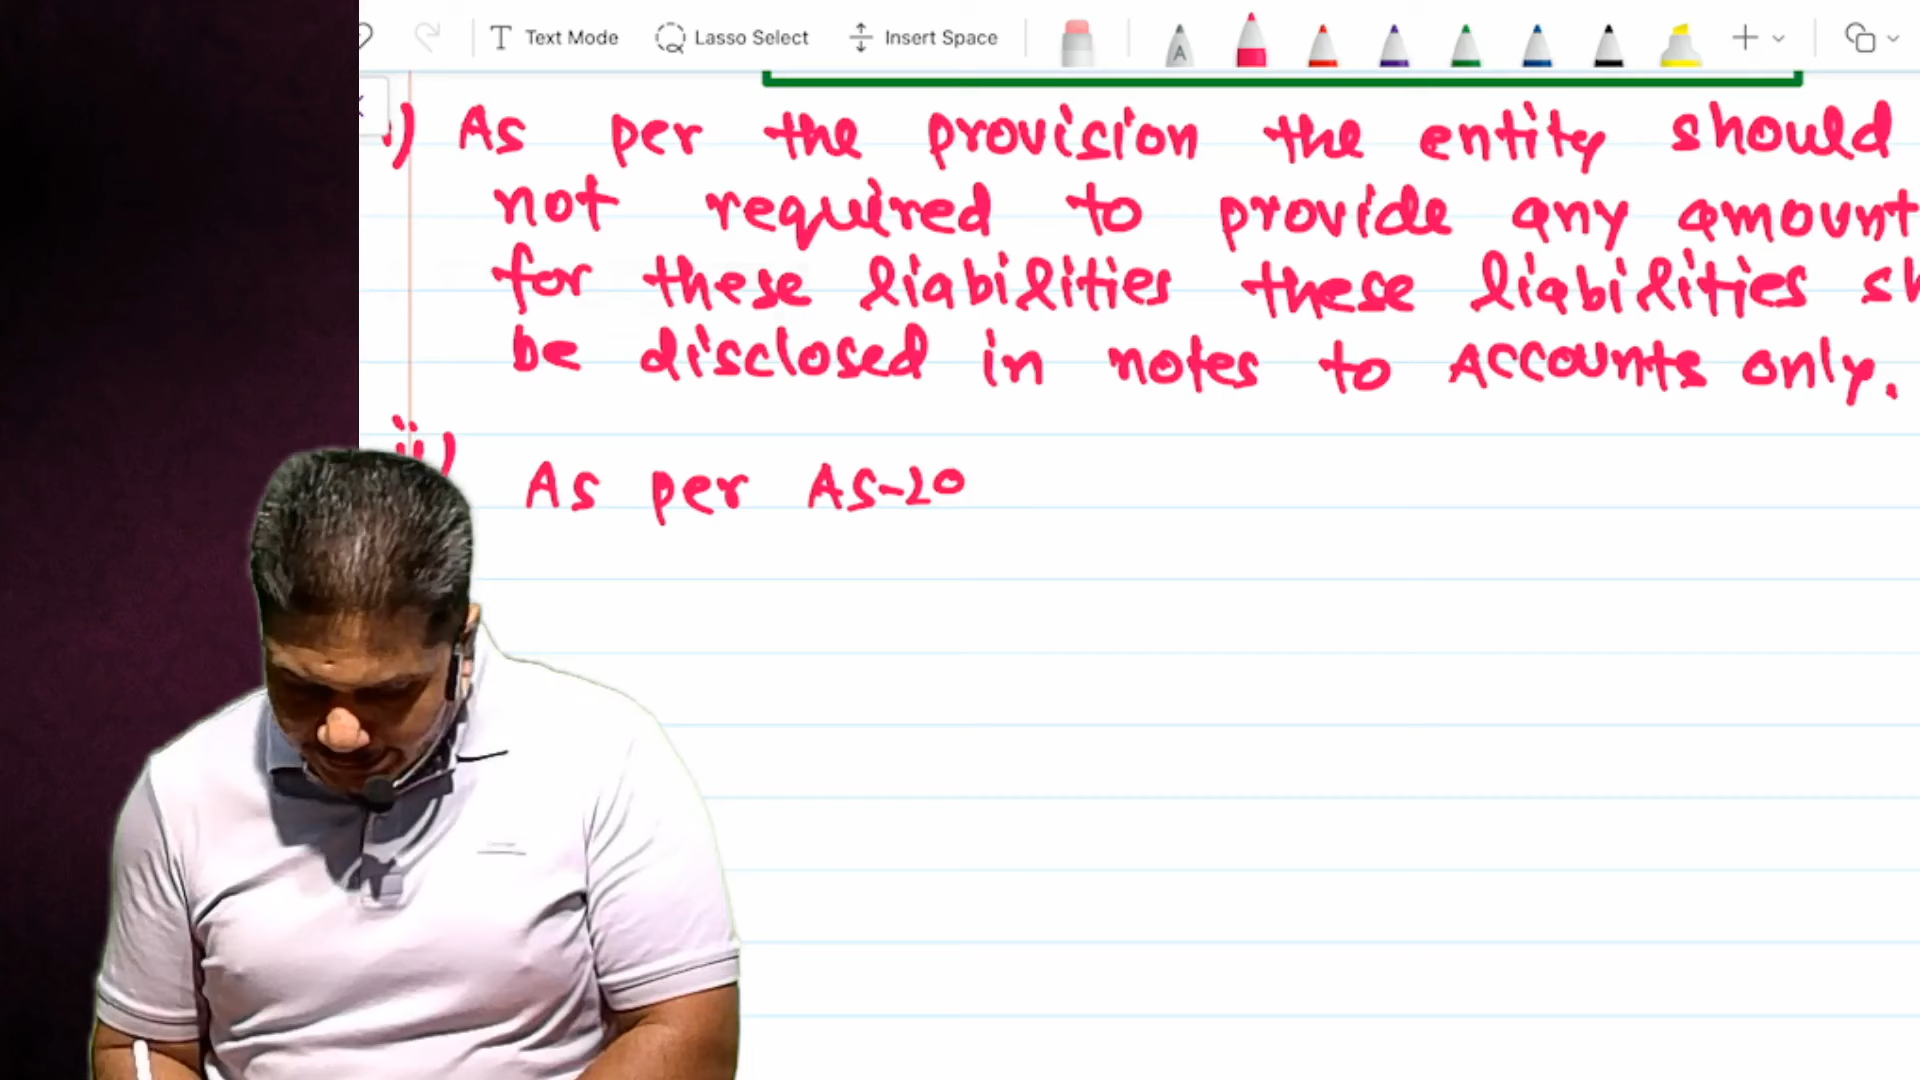 Text Mode Lasso Select Insert Space
A
i) As per the provision the entity should
not required to provide any amount
for these liabilities these liabilities sh
be disclosed in notes to Accounts only.
ii)
As per AS-20